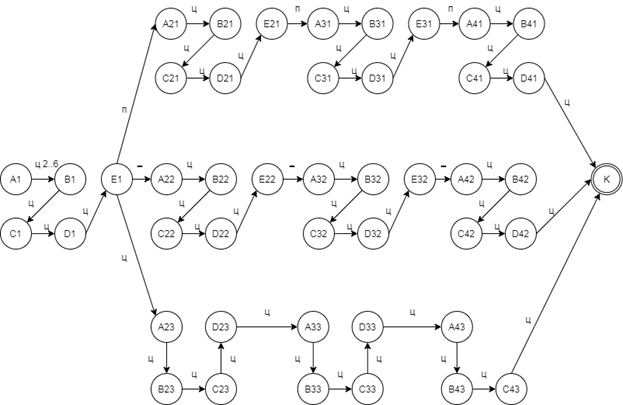 A21 ц B21 E21 п A31 ц B31 E31 п A41 ц B41
ц ц ц ц ц
C21 ц D21 C31 ц D31 C41 ц D41
ц
п
A1 ц 2..6 B1 E1 - A22 ц B22 E22 - A32 ц B32 E32 - A42 ц B42 K
ц ц ц ц ц ц ц ц
C1 ц D1 C22 ц D22 C32 ц D32 C42 ц D42
ц
ц
A23 D23 ц A33 D33 ц A43
ц ц ц ц ц
B23 ц C23 B33 ц C33 B43 ц C43